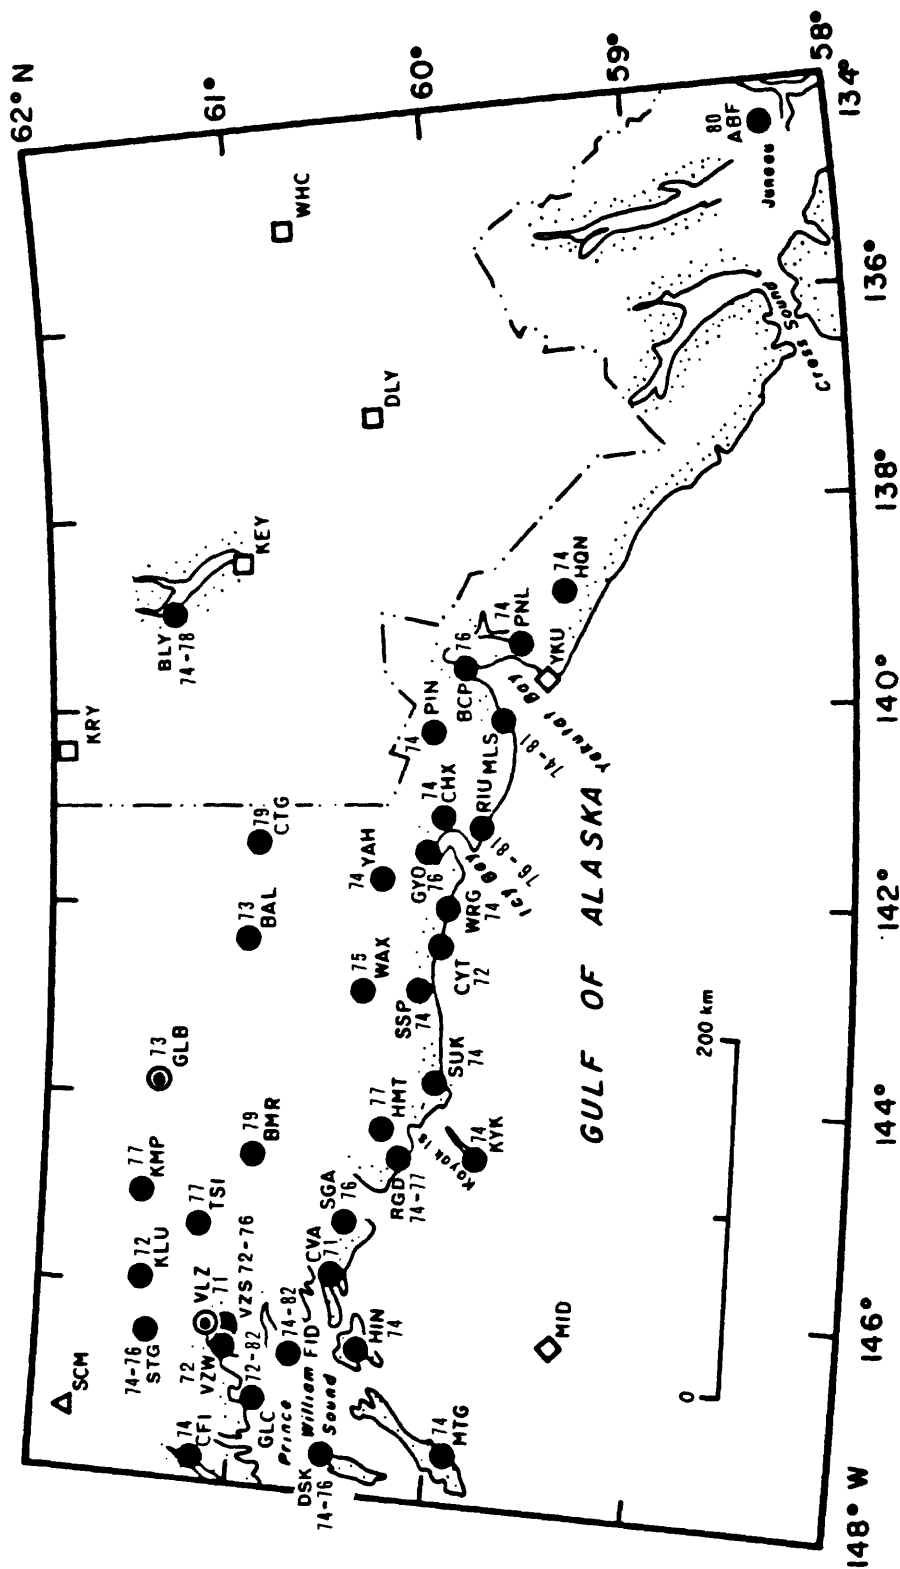 62° N
61°
60°
59°
58°
134°
136°
138°
140°
142°
144°
146°
148° W
SCM
74-76
STG
72
KLU
77
KMP
73
GLB
KRY
74
CFI
72
VZW
VLZ
71
VZS 72-76
77
TSI
79
BMR
73
BAL
79
CTG
BLY
74-78
KEY
WHC
DLY
72-82
GLC
Prince
William
Sound
74-82
FID
DSK
74-76
CVA
71
SGA
76
HIN
74
74
MTG
MID
RGD
74-77
77
HMT
Kayak Is.
74
KYK
SUK
74
75
WAX
SSP
74
CYT
72
74
YAH
WRG
74
GYO
76
Icy Bay
74
CHX
RIU
76-81
74
PIN
MLS
74-81
BCP
76
Yakutat Bay
74
PNL
YKU
74
HQN
80
ABF
Juneau
Cross Sound
GULF OF ALASKA
0
200 km